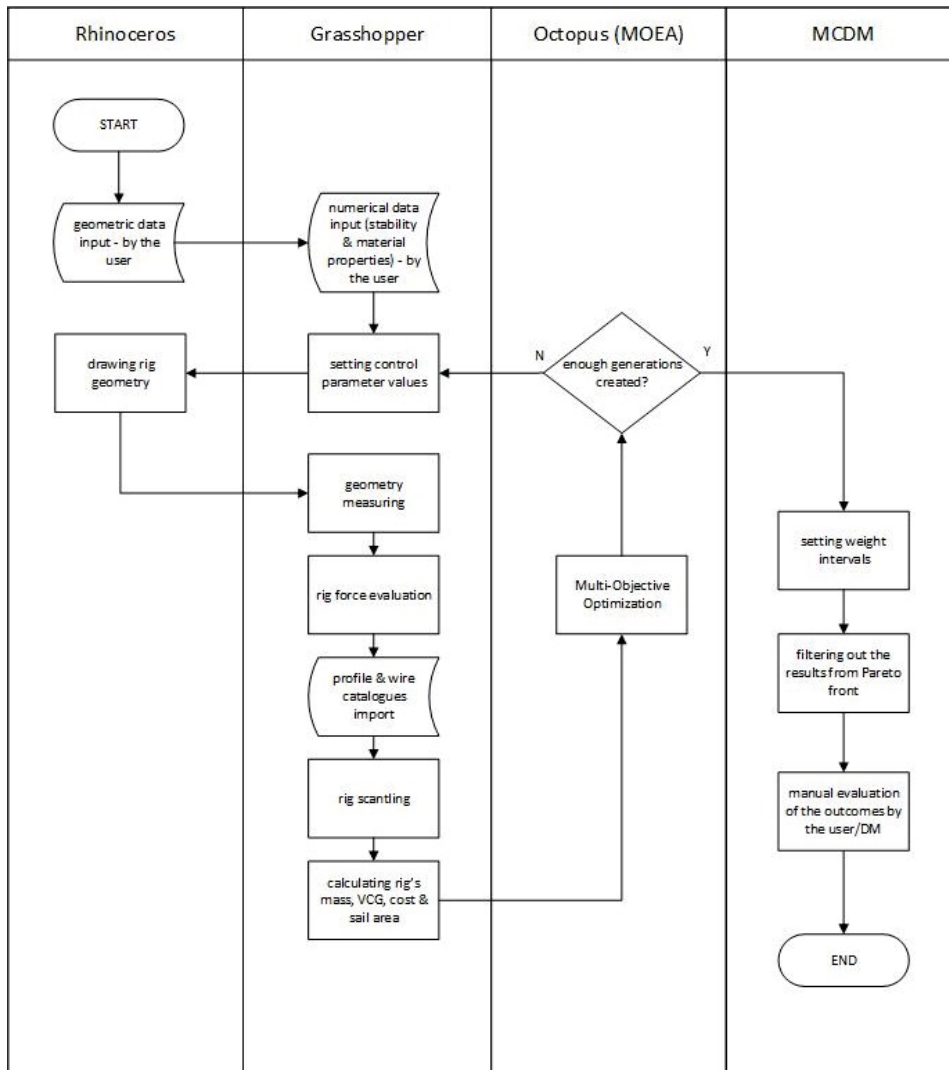 Rhinoceros
Grasshopper
Octopus (MOEA)
MCDM
START
geometric data
input - by the
user
numerical data
input (stability
& material
properties) - by
the user
drawing rig
geometry
setting control
parameter values
N
enough generations
created?
Y
geometry
measuring
rig force evaluation
profile & wire
catalogues
import
rig scantling
calculating rig's
mass, VCG, cost &
sail area
Multi-Objective
Optimization
setting weight
intervals
filtering out the
results from Pareto
front
manual evaluation
of the outcomes by
the user/DM
END